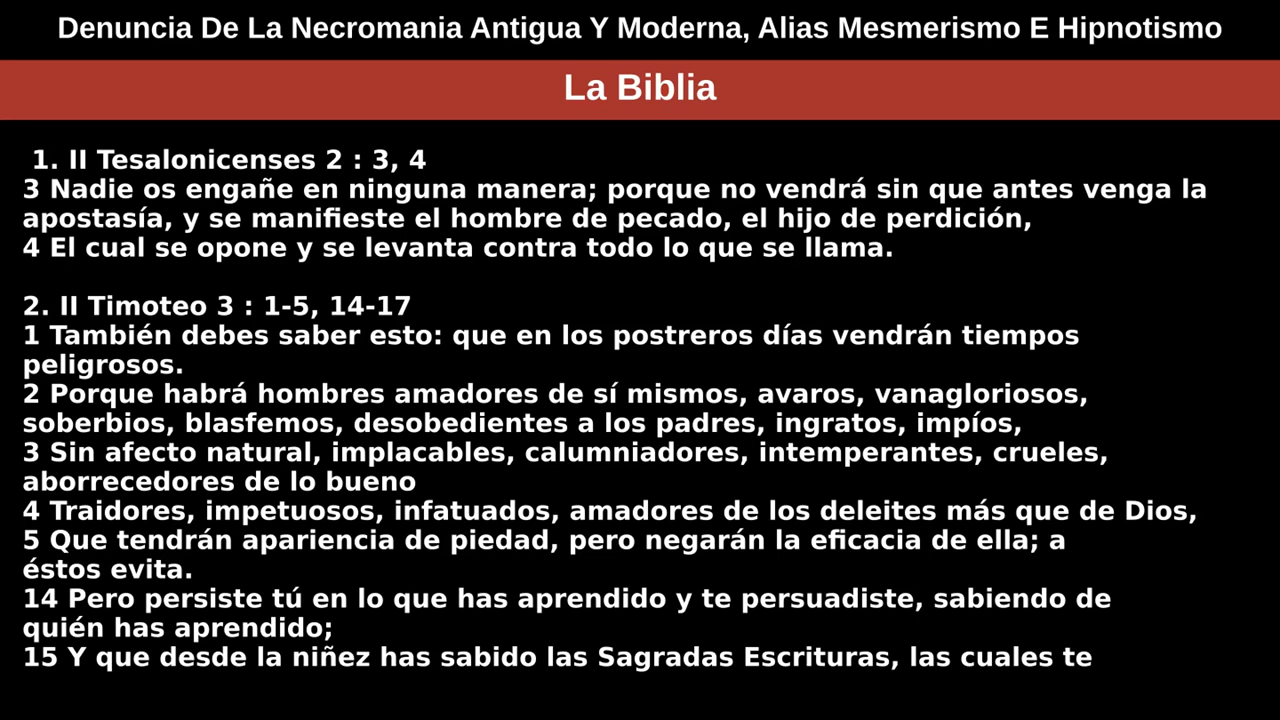 Denuncia De La Necromania Antigua Y Moderna, Alias Mesmerismo E Hipnotismo
La Biblia
1. II Tesalonicenses 2 : 3, 4
3 Nadie os engañe en ninguna manera; porque no vendrá sin que antes venga la
apostasía, y se manifieste el hombre de pecado, el hijo de perdición,
4 El cual se opone y se levanta contra todo lo que se llama.
2. II Timoteo 3 : 1-5, 14-17
1 También debes saber esto: que en los postreros días vendrán tiempos
peligrosos.
2 Porque habrá hombres amadores de sí mismos, avaros, vanagloriosos,
soberbios, blasfemos, desobedientes a los padres, ingratos, impíos,
3 Sin afecto natural, implacables, calumniadores, intemperantes, crueles,
aborrecedores de lo bueno
4 Traidores, impetuosos, infatuados, amadores de los deleites más que de Dios,
5 Que tendrán apariencia de piedad, pero negarán la eficacia de ella; a
éstos evita.
14 Pero persiste tú en lo que has aprendido y te persuadiste, sabiendo de
quién has aprendido;
15 Y que desde la niñez has sabido las Sagradas Escrituras, las cuales te